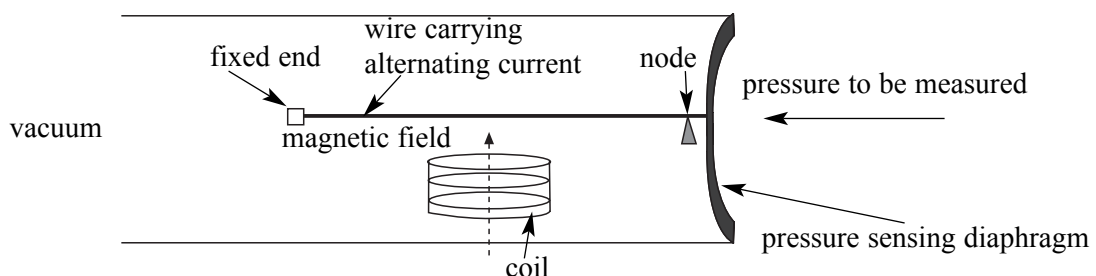 wire carrying
alternating current
fixed end
node
pressure to be measured
vacuum
magnetic field
pressure sensing diaphragm
coil